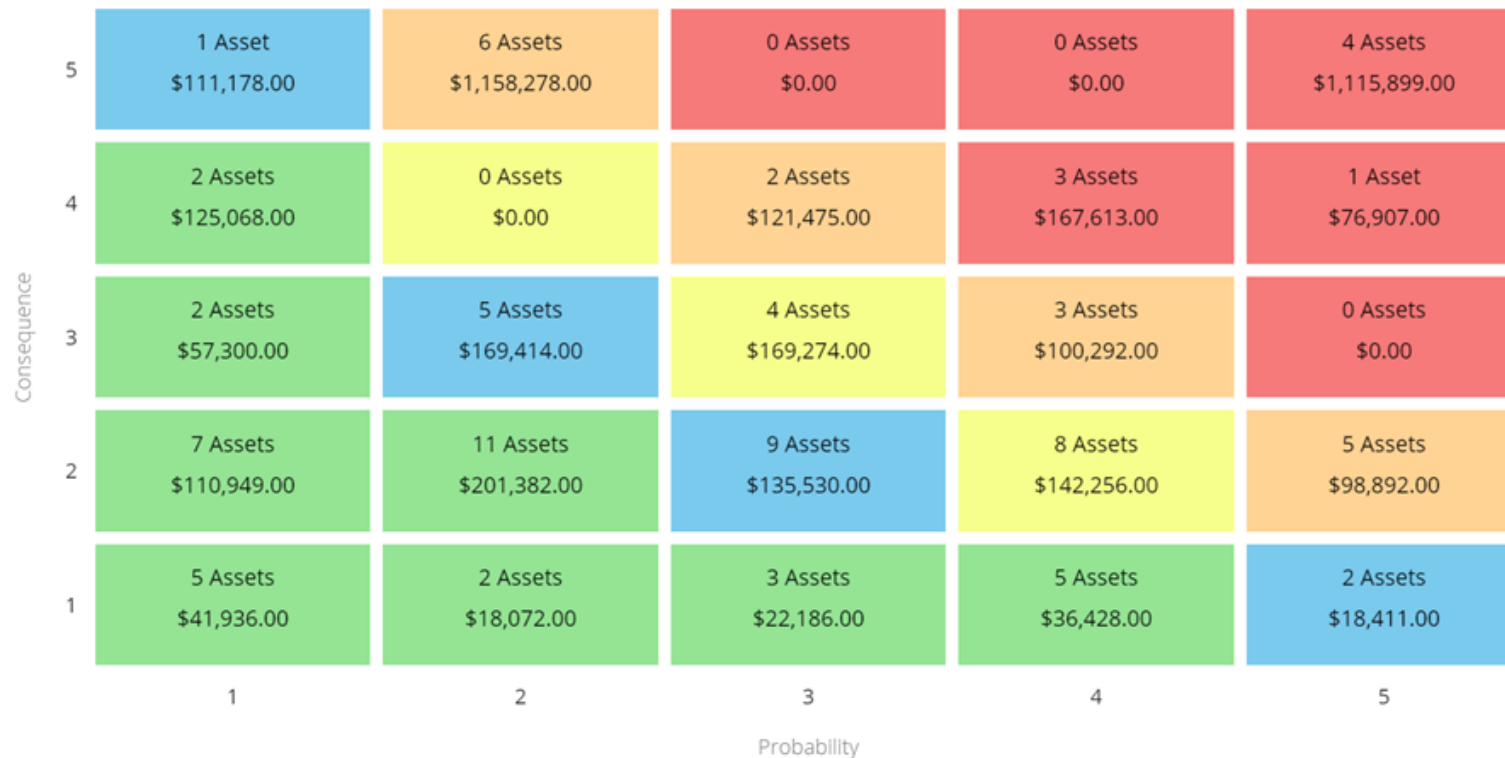 5
1 Asset
$111,178.00
6 Assets
$1,158,278.00
0 Assets
$0.00
0 Assets
$0.00
4 Assets
$1,115,899.00
4
2 Assets
$125,068.00
0 Assets
$0.00
2 Assets
$121,475.00
3 Assets
$167,613.00
1 Asset
$76,907.00
Consequence
3
2 Assets
$57,300.00
5 Assets
$169,414.00
4 Assets
$169,274.00
3 Assets
$100,292.00
0 Assets
$0.00
2
7 Assets
$110,949.00
11 Assets
$201,382.00
9 Assets
$135,530.00
8 Assets
$142,256.00
5 Assets
$98,892.00
1
5 Assets
$41,936.00
2 Assets
$18,072.00
3 Assets
$22,186.00
5 Assets
$36,428.00
2 Assets
$18,411.00
1
2
3
4
5
Probability